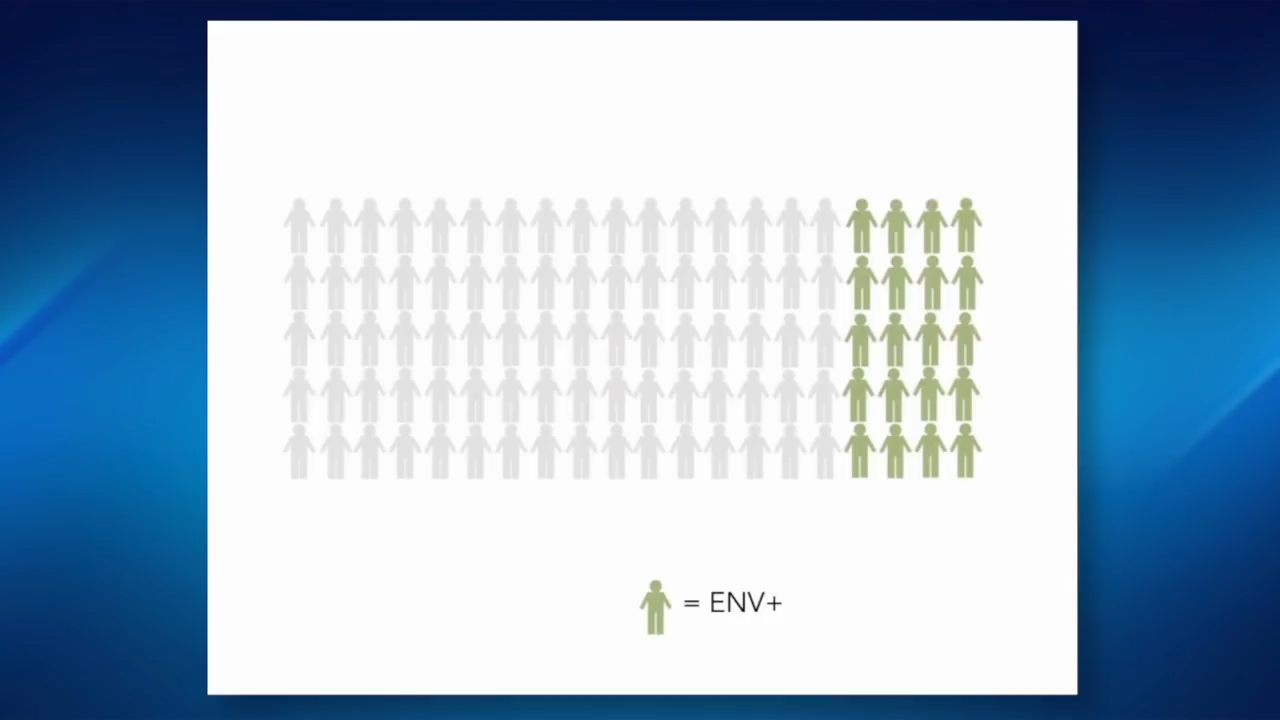 = ENV+